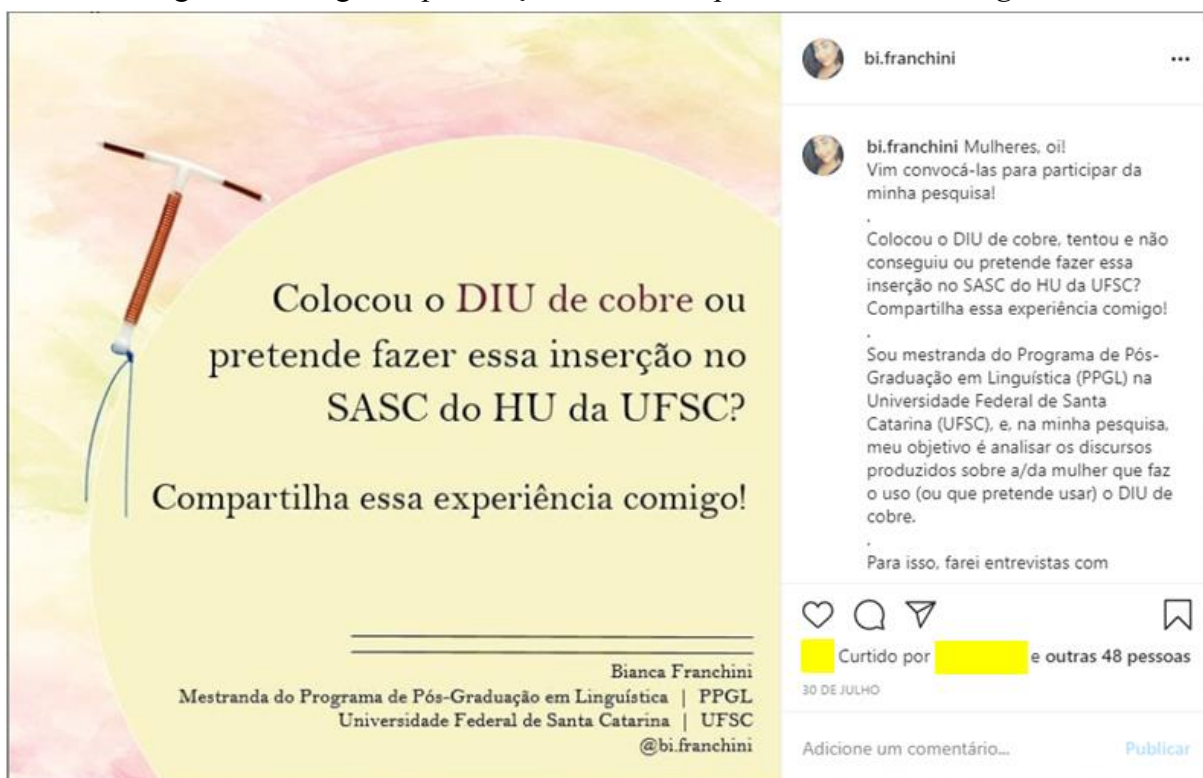 Colocou o DIU de cobre ou
pretende fazer essa inserção no
SASC do HU da UFSC?
Compartilha essa experiência comigo!
Bianca Franchini
Mestranda do Programa de Pós-Graduação em Linguística | PPGL
Universidade Federal de Santa Catarina | UFSC
@bi.franchini
bi.franchini
bi.franchini Mulheres, oi!
Vim convocá-las para participar da
minha pesquisa!
.
Colocou o DIU de cobre, tentou e não
conseguiu ou pretende fazer essa
inserção no SASC do HU da UFSC?
Compartilha essa experiência comigo!
.
Sou mestranda do Programa de Pós-
Graduação em Linguística (PPGL) na
Universidade Federal de Santa
Catarina (UFSC), e, na minha pesquisa,
meu objetivo é analisar os discursos
produzidos sobre a/da mulher que faz
o uso (ou que pretende usar) o DIU de
cobre.
.
Para isso, farei entrevistas com
Curtido por e outras 48 pessoas
30 DE JULHO
Adicione um comentário... Publicar